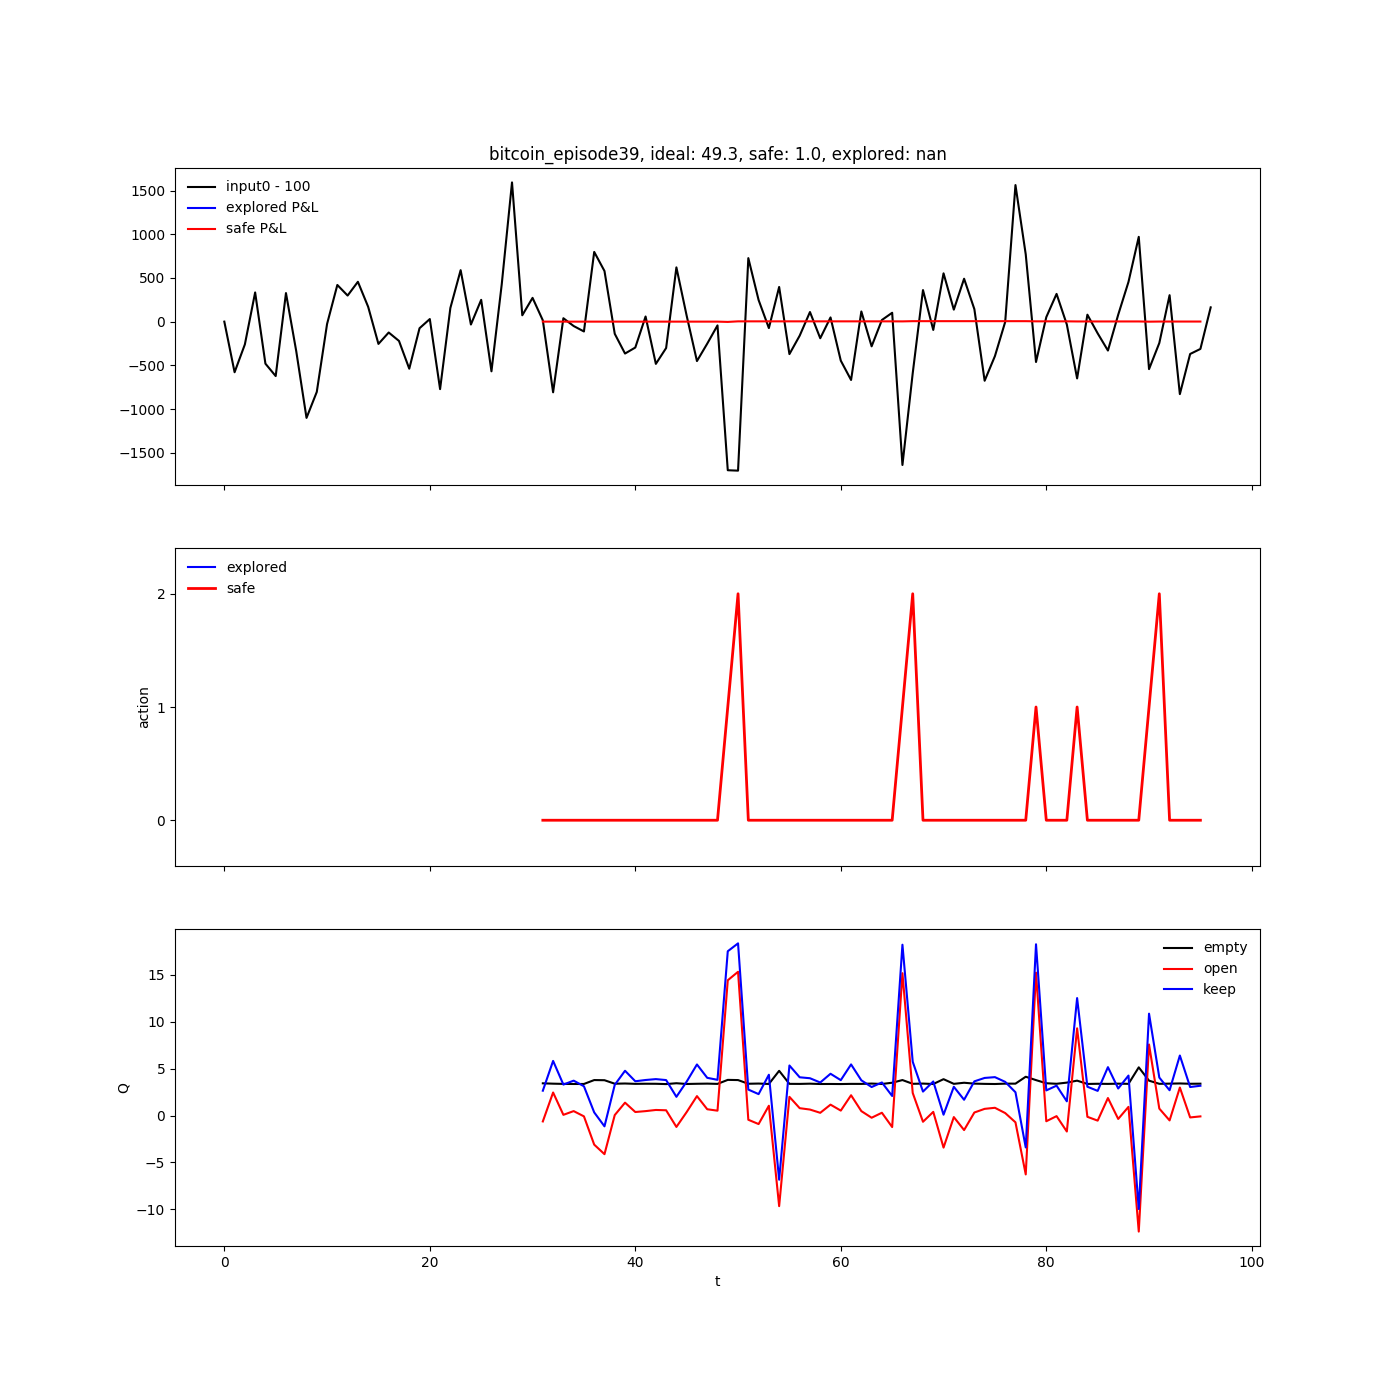 bitcoin_episode39, ideal: 49.3, safe: 1.0, explored: nan
input0 - 100
explored P&L
safe P&L
1500
1000
500
0
−500
−1000
−1500
explored
safe
2
1
0
action
empty
open
keep
15
10
5
0
−5
−10
Q
0 20 40 60 80 100
t